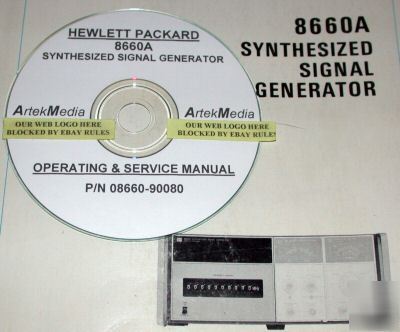 HEWLETT PACKARD
8660A
SYNTHESIZED SIGNAL GENERATOR
ArtekMedia
ArtekMedia
OUR WEB LOGO HERE
BLOCKED BY EBAY RULES
OUR WEB LOGO HERE
BLOCKED BY EBAY RULES
OPERATING & SERVICE MANUAL
P/N 08660-90080
8660A
SYNTHESIZED
SIGNAL
GENERATOR